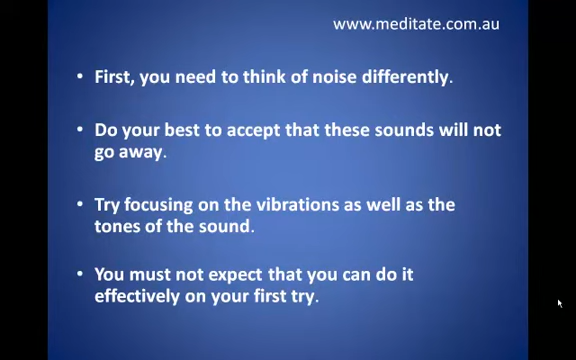 www.meditate.com.au
• First, you need to think of noise differently.
• Do your best to accept that these sounds will not
go away.
• Try focusing on the vibrations as well as the
tones of the sound.
• You must not expect that you can do it
effectively on your first try.